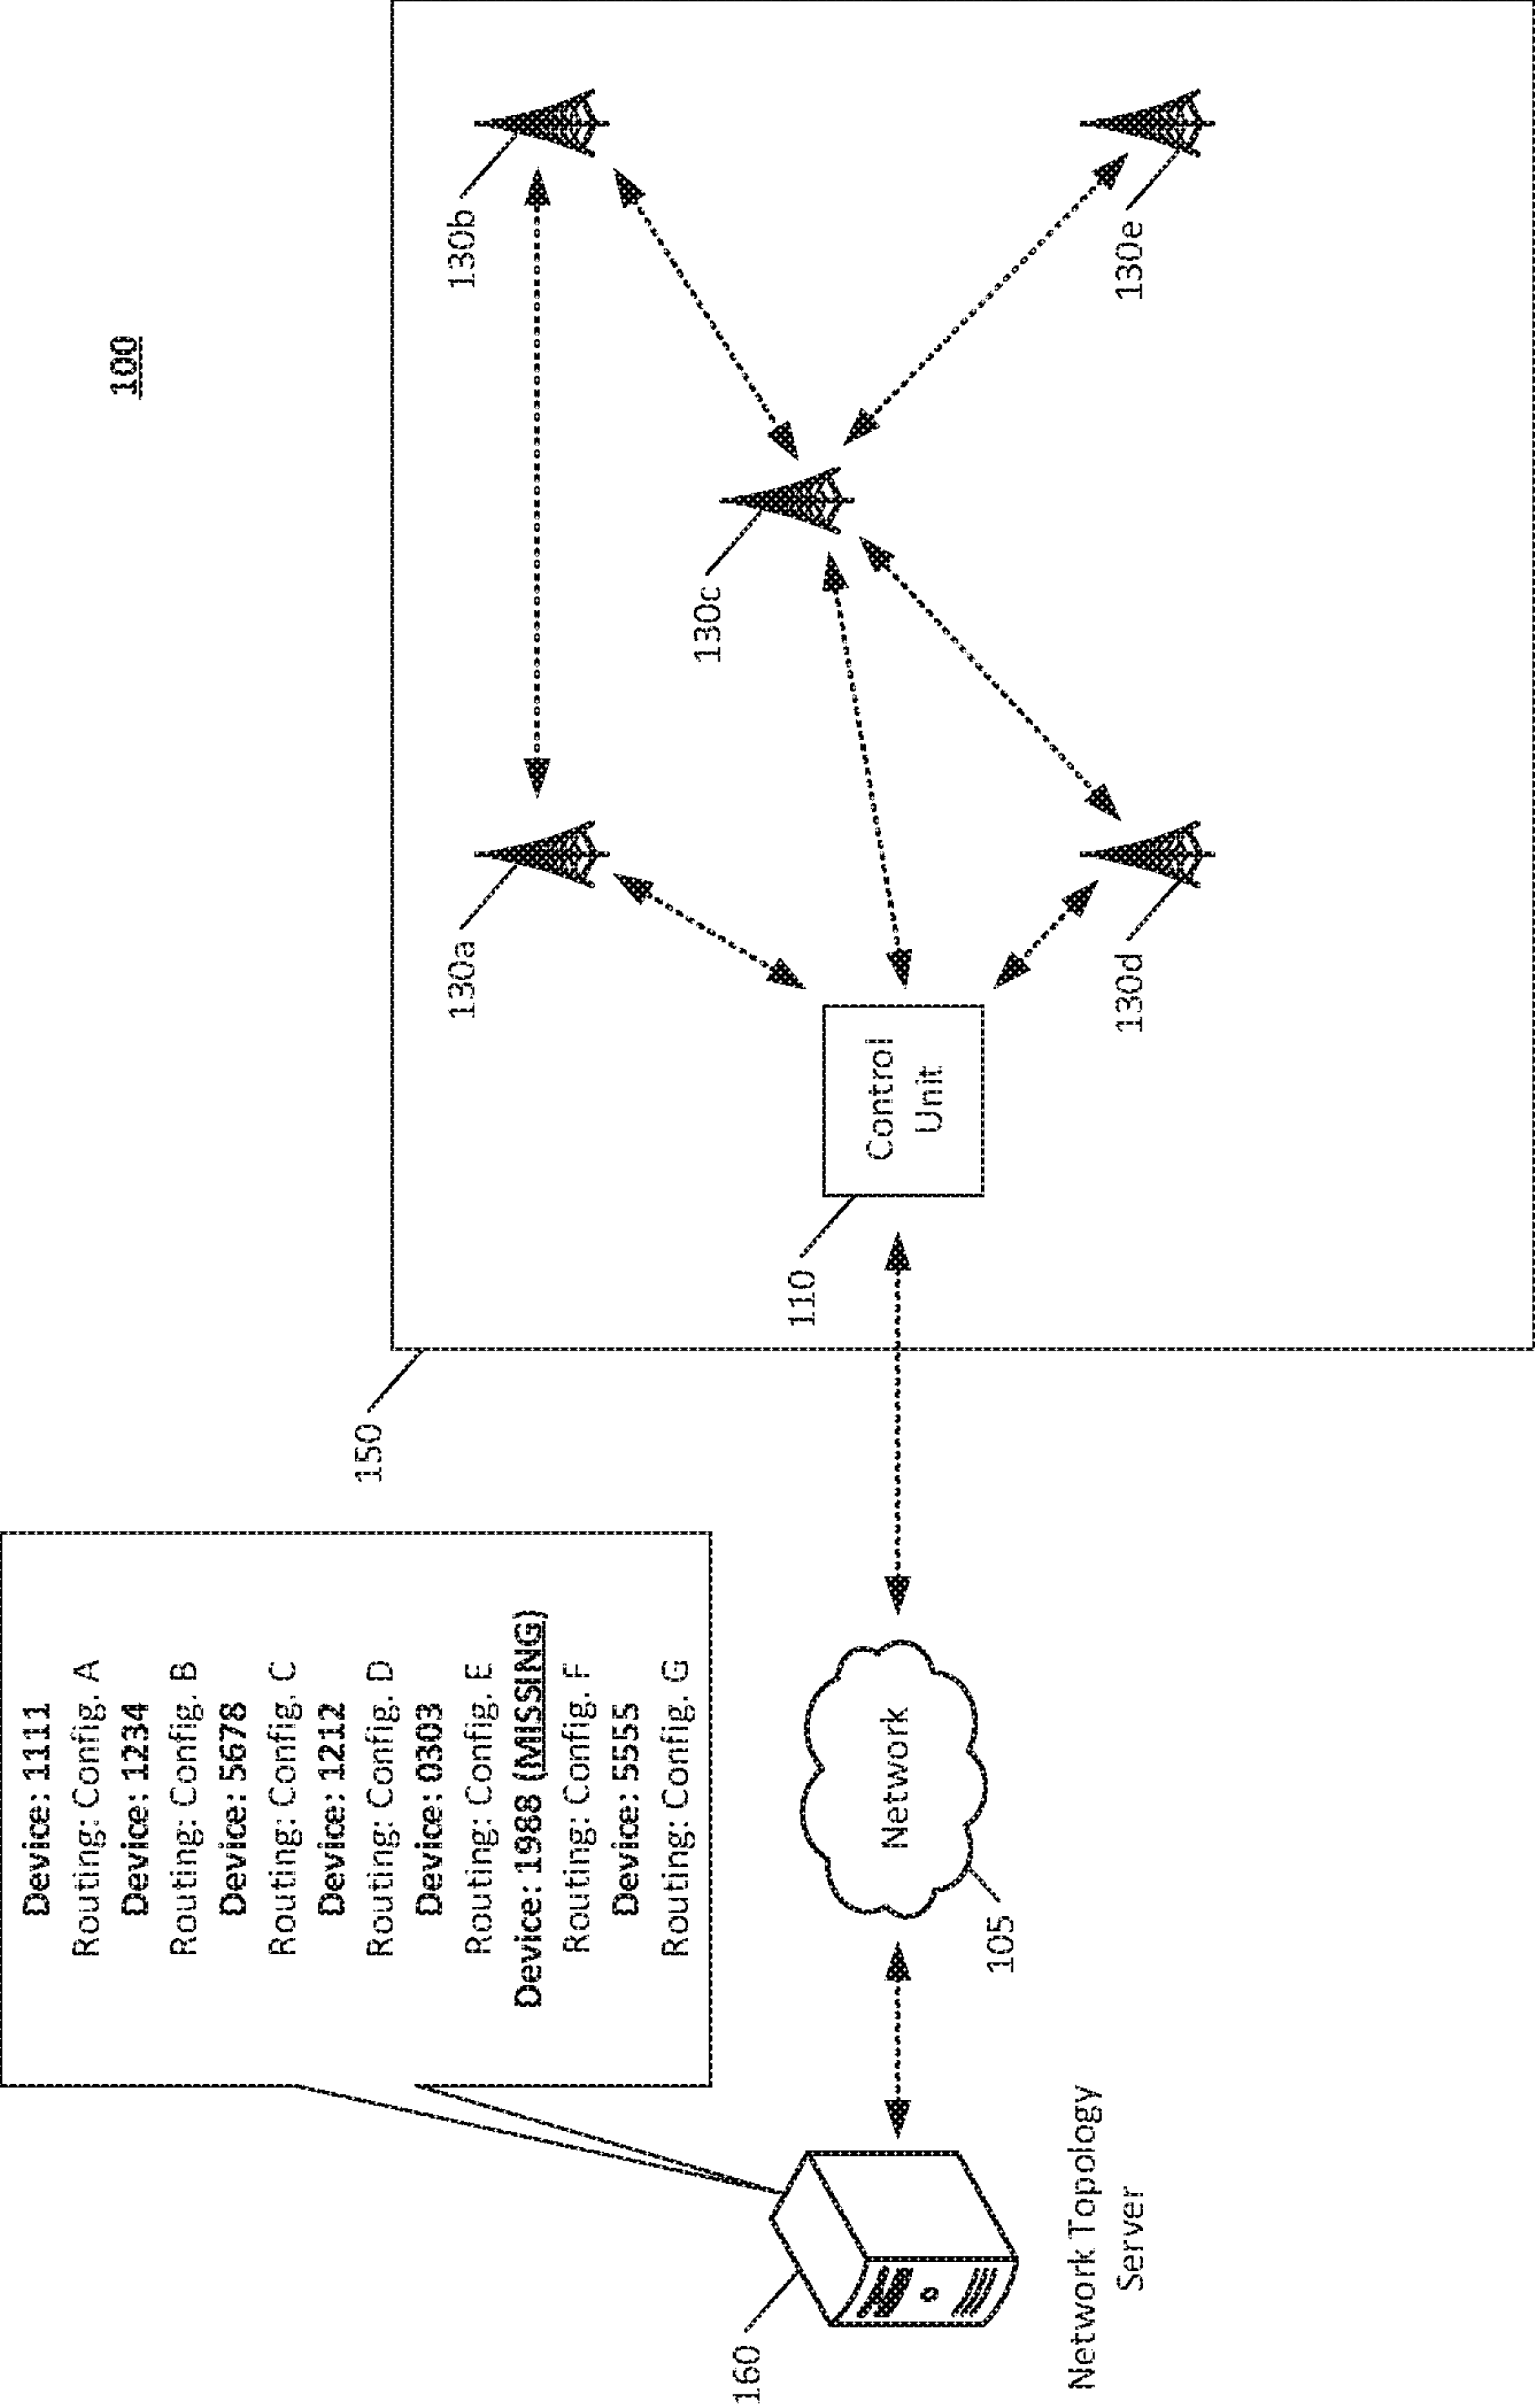 100
Device: 1111
Routing: Config. A
Device: 1234
Routing: Config. B
Device: 5678
Routing: Config. C
Device: 1212
Routing: Config. D
Device: 0303
Routing: Config. E
Device: 1988 (MISSING)
Routing: Config. F
Device: 5555
Routing: Config. G
150
130a
130b
130c
110
Control
Unit
130d
130e
160
Network
105
Network Topology
Server